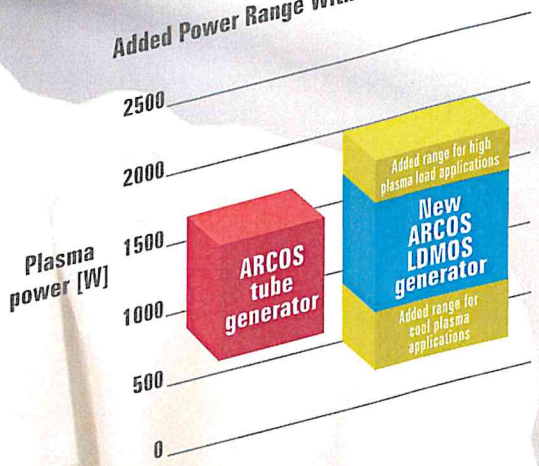 Added Power Range With
2500
2000
1500
1000
500
0
Plasma
power [W]
ARCOS
tube
generator
Added range for high
plasma load applications
New
ARCOS
LDMOS
generator
Added range for
cool plasma
applications